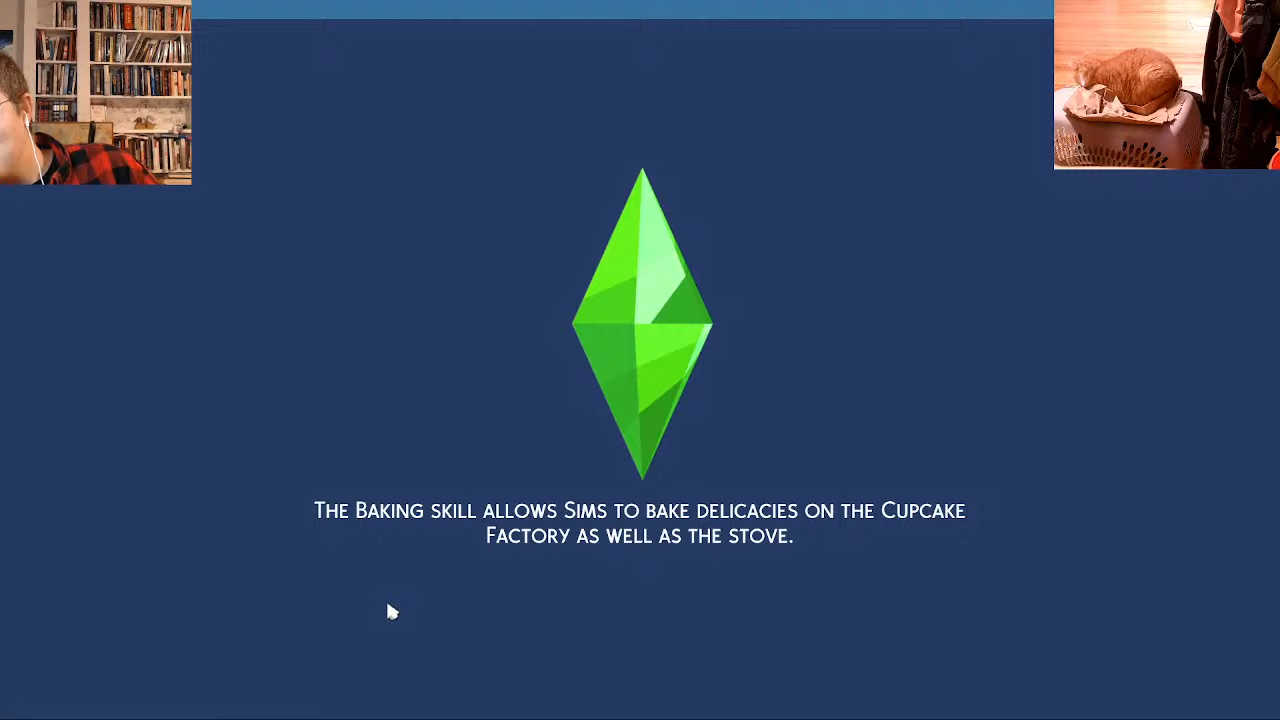 The Baking skill allows Sims to bake delicacies on the Cupcake
Factory as well as the stove.